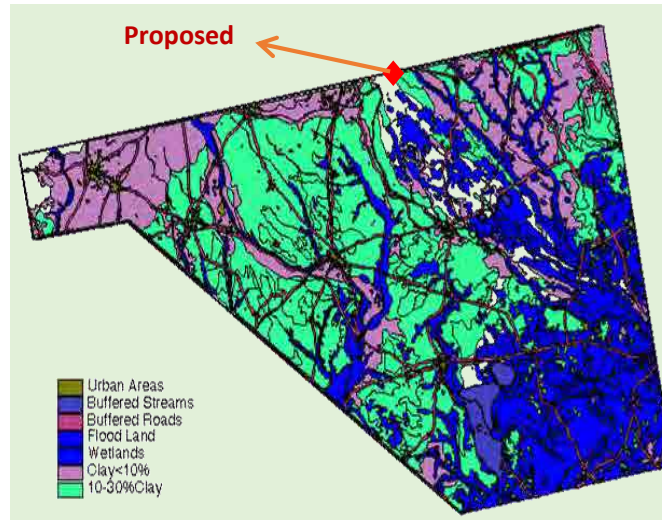 Proposed
Urban Areas
Buffered Streams
Buffered Roads
Flood Land
Wetlands
Clay<10%
10-30%Clay